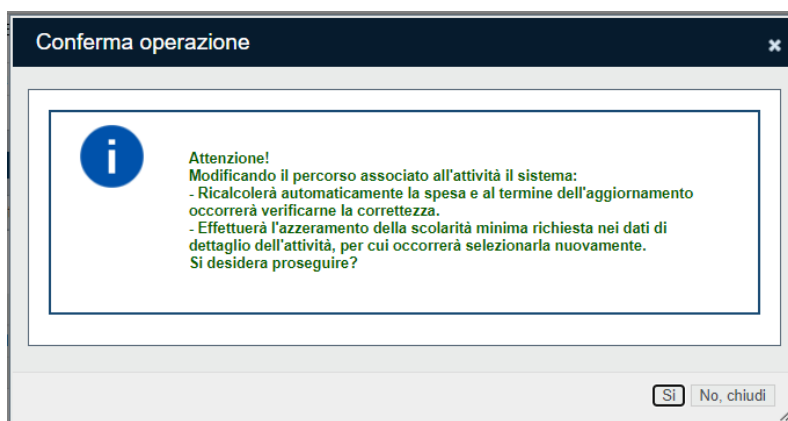 Conferma operazione
Attenzione!
Modificando il percorso associato all'attività il sistema:
- Ricalcolerà automaticamente la spesa e al termine dell'aggiornamento
occorrerà verificarne la correttezza.
- Effettuerà l'azzeramento della scolarità minima richiesta nei dati di
dettaglio dell'attività, per cui occorrerà selezionarla nuovamente.
Si desidera proseguire?
Si No, chiudi